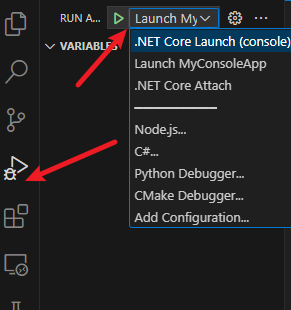 RUN A...
Launch My
VARIABLES
.NET Core Launch (console)
Launch MyConsoleApp
.NET Core Attach
Node.js...
C#...
Python Debugger...
CMake Debugger...
Add Configuration...